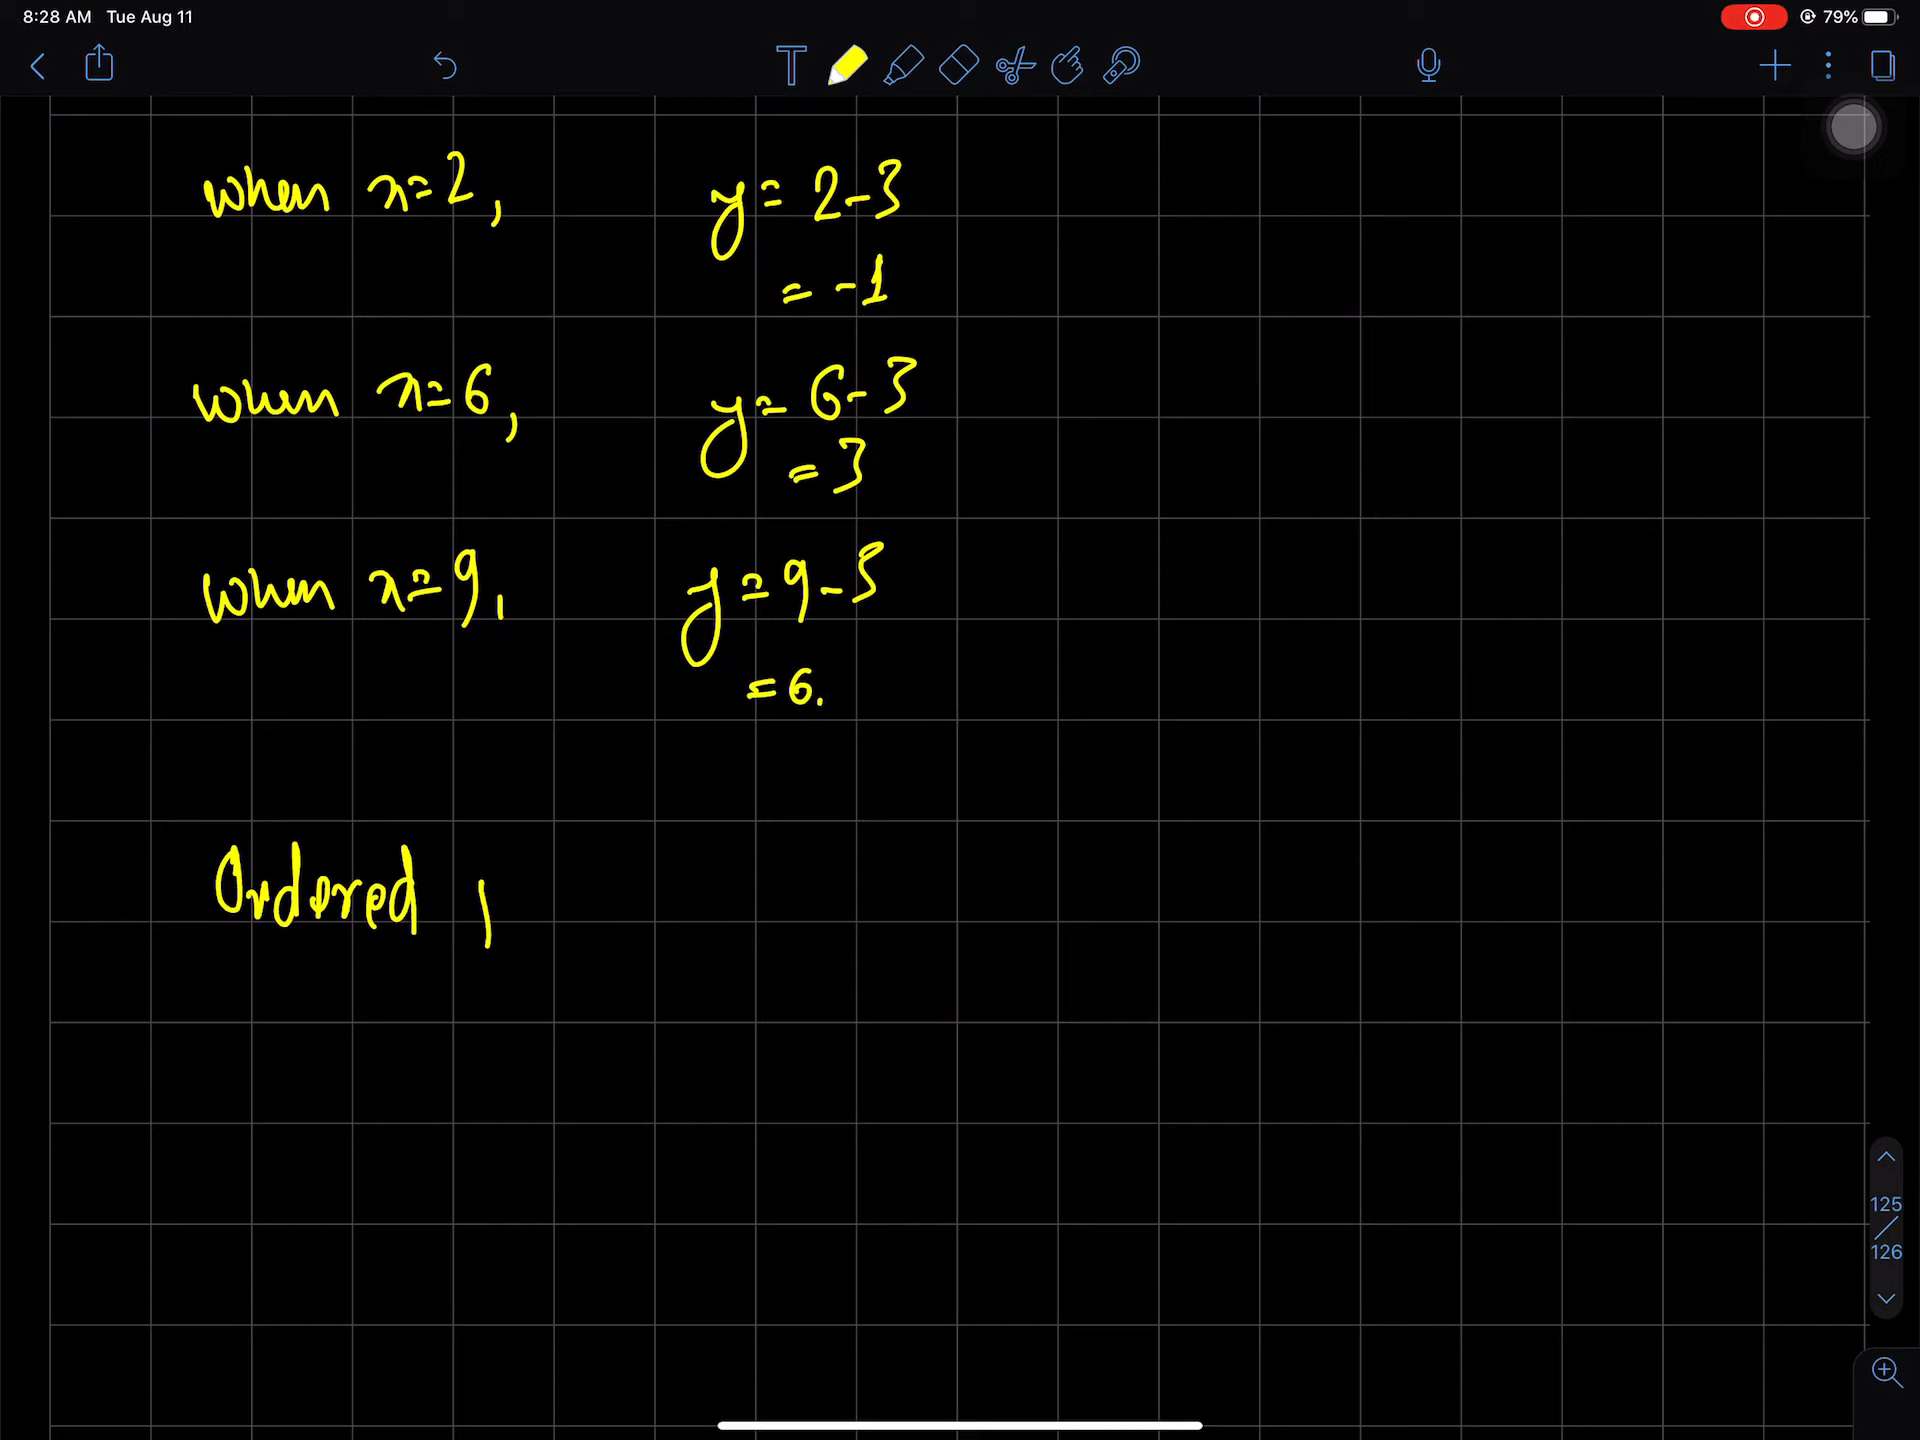 8:28 AM Tue Aug 11
79%
T
when x=2, y= 2-3
= -1
when x=6, y= 6-3
= 3
when x=9, y=9-3
=6.
Ordered
125
126